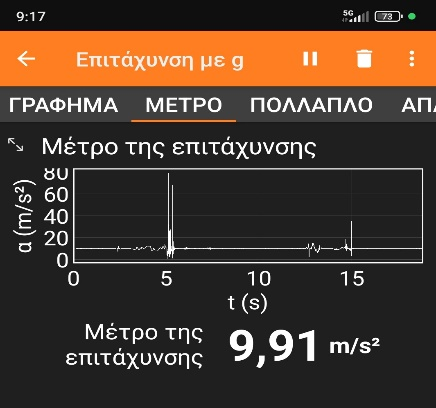 9:17
5G
73
Επιτάχυνση με g
ΓΡΑΦΗΜΑ ΜΕΤΡΟ ΠΟΛΛΑΠΛΟ ΑΠΛ
Μέτρο της επιτάχυνσης
80
60
40
20
0
α (m/s²)
0 5 10 15
t (s)
Μέτρο της
επιτάχυνσης
9,91 m/s²